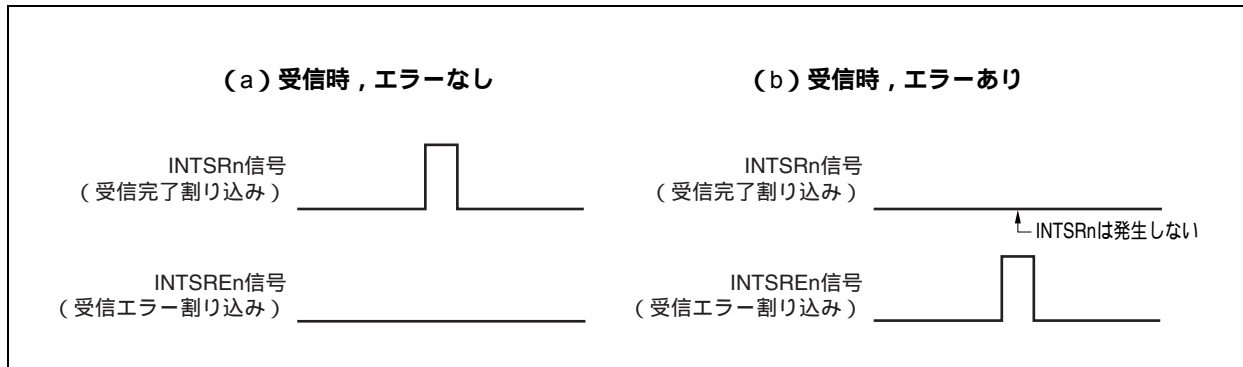 （a）受信時，エラーなし
INTSRn信号
（受信完了割り込み）
INTSREn信号
（受信エラー割り込み）
（b）受信時，エラーあり
INTSRn信号
（受信完了割り込み）
INTSRnは発生しない
INTSREn信号
（受信エラー割り込み）